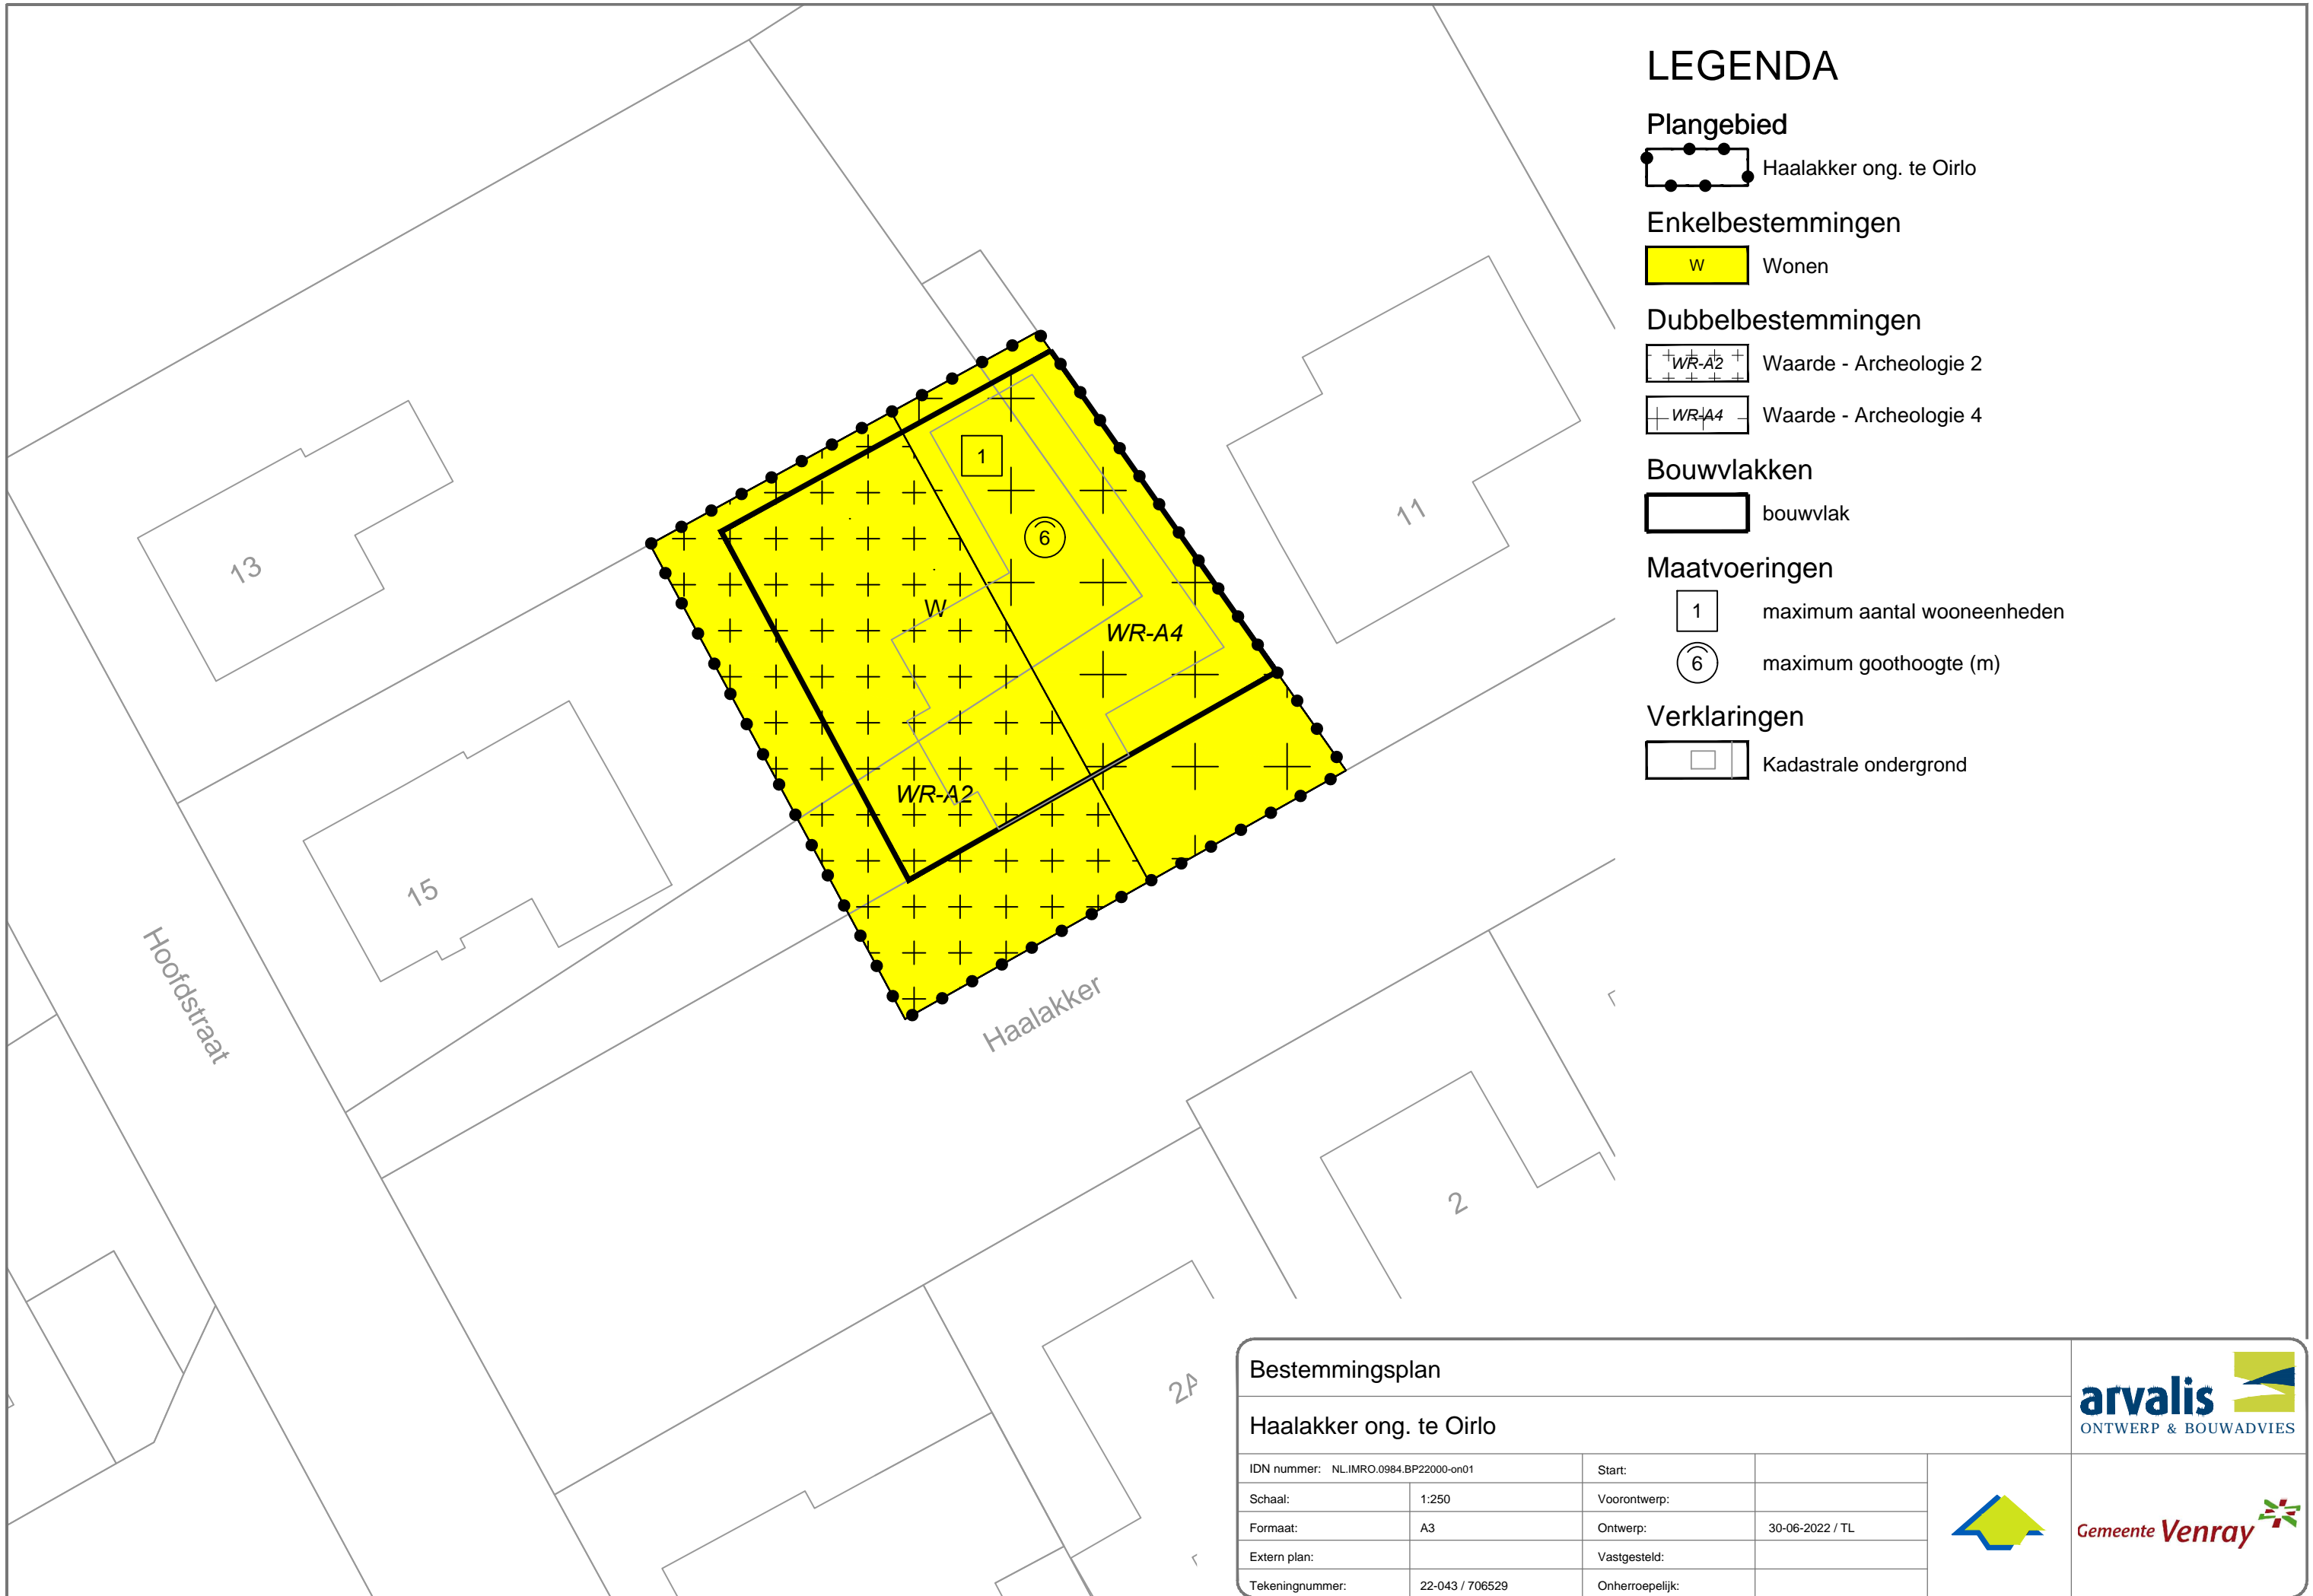 LEGENDA
Plangebied
Haalakker ong. te Oirlo
Enkelbestemmingen
W Wonen
Dubbelbestemmingen
WR-A2 Waarde - Archeologie 2
WR-A4 Waarde - Archeologie 4
Bouwvlakken
bouwvlak
Maatvoeringen
1 maximum aantal wooneenheden
6 maximum goothoogte (m)
Verklaringen
Kadastrale ondergrond
13
11
1
6
W
WR-A4
WR-A2
15
Hoofdstraat
Haalakker
2
2A
Bestemmingsplan
Haalakker ong. te Oirlo
IDN nummer: NL.IMRO.0984.BP22000-on01 Start:
Schaal: 1:250 Voorontwerp:
Formaat: A3 Ontwerp: 30-06-2022 / TL
Extern plan: Vastgesteld:
Tekeningnummer: 22-043 / 706529 Onherroepelijk:
arvalis
ONTWERP & BOUWADVIES
Gemeente Venray